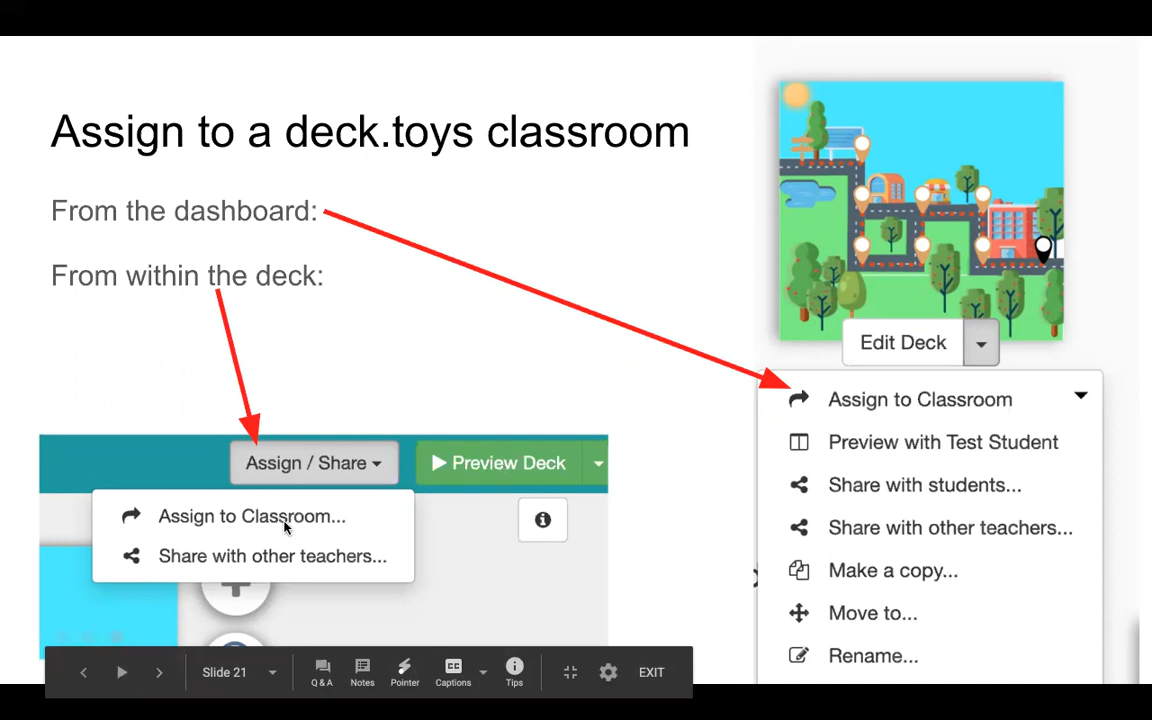 Assign to a deck.toys classroom
From the dashboard:
From within the deck:
Assign / Share
Preview Deck
Assign to Classroom...
Share with other teachers...
Edit Deck
Assign to Classroom
Preview with Test Student
Share with students...
Share with other teachers...
Make a copy...
Move to...
Rename...
Slide 21
Q & A
Notes
Pointer
CC
Captions
Tips
EXIT